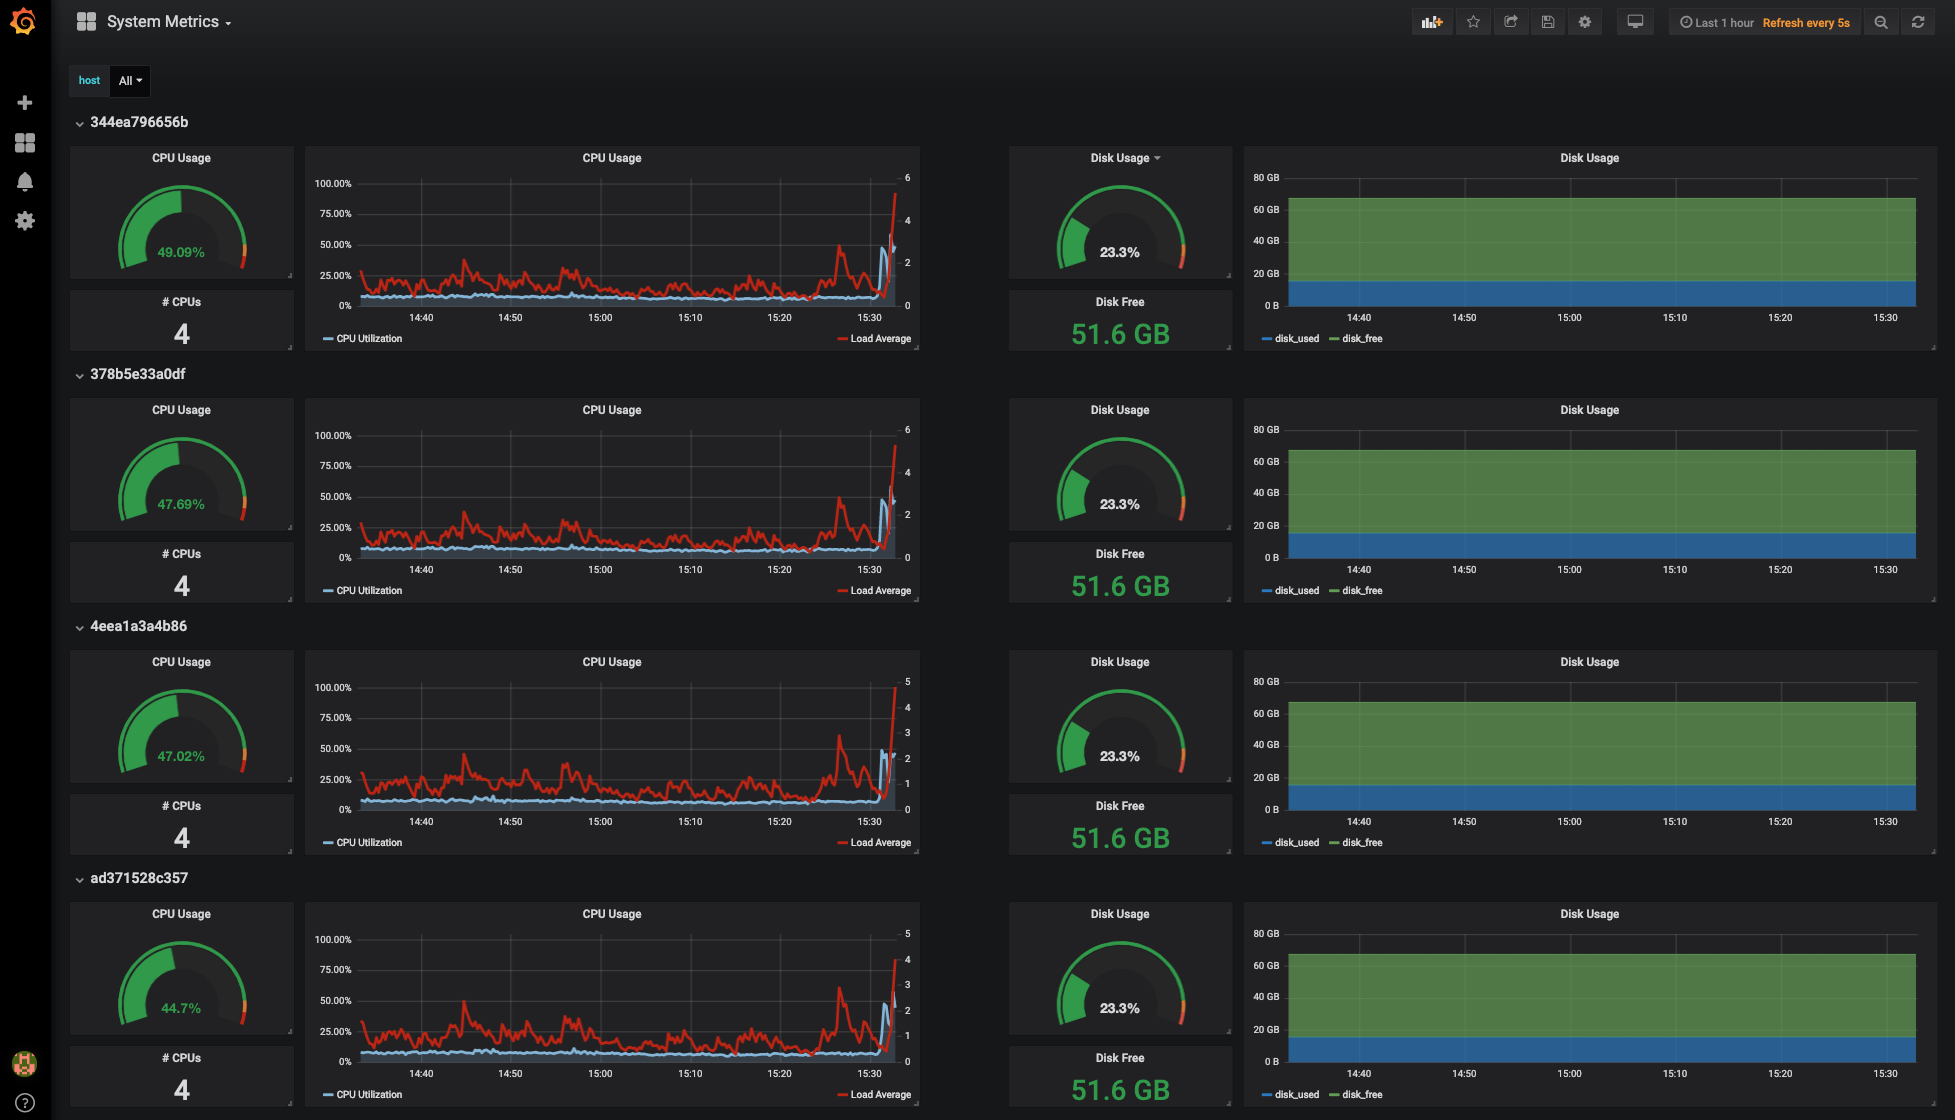 System Metrics
Last 1 hour Refresh every 5s
host All
344ea796656b
CPU Usage
49.09%
# CPUs
4
CPU Usage
100.00%
75.00%
50.00%
25.00%
0%
6
4
2
0
14:40 14:50 15:00 15:10 15:20 15:30
CPU Utilization Load Average
Disk Usage
23.3%
Disk Free
51.6 GB
Disk Usage
80 GB
60 GB
40 GB
20 GB
0 B
14:40 14:50 15:00 15:10 15:20 15:30
disk_used disk_free
378b5e33a0df
CPU Usage
47.69%
# CPUs
4
CPU Usage
100.00%
75.00%
50.00%
25.00%
0%
6
4
2
0
14:40 14:50 15:00 15:10 15:20 15:30
CPU Utilization Load Average
Disk Usage
23.3%
Disk Free
51.6 GB
Disk Usage
80 GB
60 GB
40 GB
20 GB
0 B
14:40 14:50 15:00 15:10 15:20 15:30
disk_used disk_free
4eea1a3a4b86
CPU Usage
47.02%
# CPUs
4
CPU Usage
100.00%
75.00%
50.00%
25.00%
0%
5
4
3
2
1
0
14:40 14:50 15:00 15:10 15:20 15:30
CPU Utilization Load Average
Disk Usage
23.3%
Disk Free
51.6 GB
Disk Usage
80 GB
60 GB
40 GB
20 GB
0 B
14:40 14:50 15:00 15:10 15:20 15:30
disk_used disk_free
ad371528c357
CPU Usage
44.7%
# CPUs
4
CPU Usage
100.00%
75.00%
50.00%
25.00%
0%
5
4
3
2
1
0
14:40 14:50 15:00 15:10 15:20 15:30
CPU Utilization Load Average
Disk Usage
23.3%
Disk Free
51.6 GB
Disk Usage
80 GB
60 GB
40 GB
20 GB
0 B
14:40 14:50 15:00 15:10 15:20 15:30
disk_used disk_free